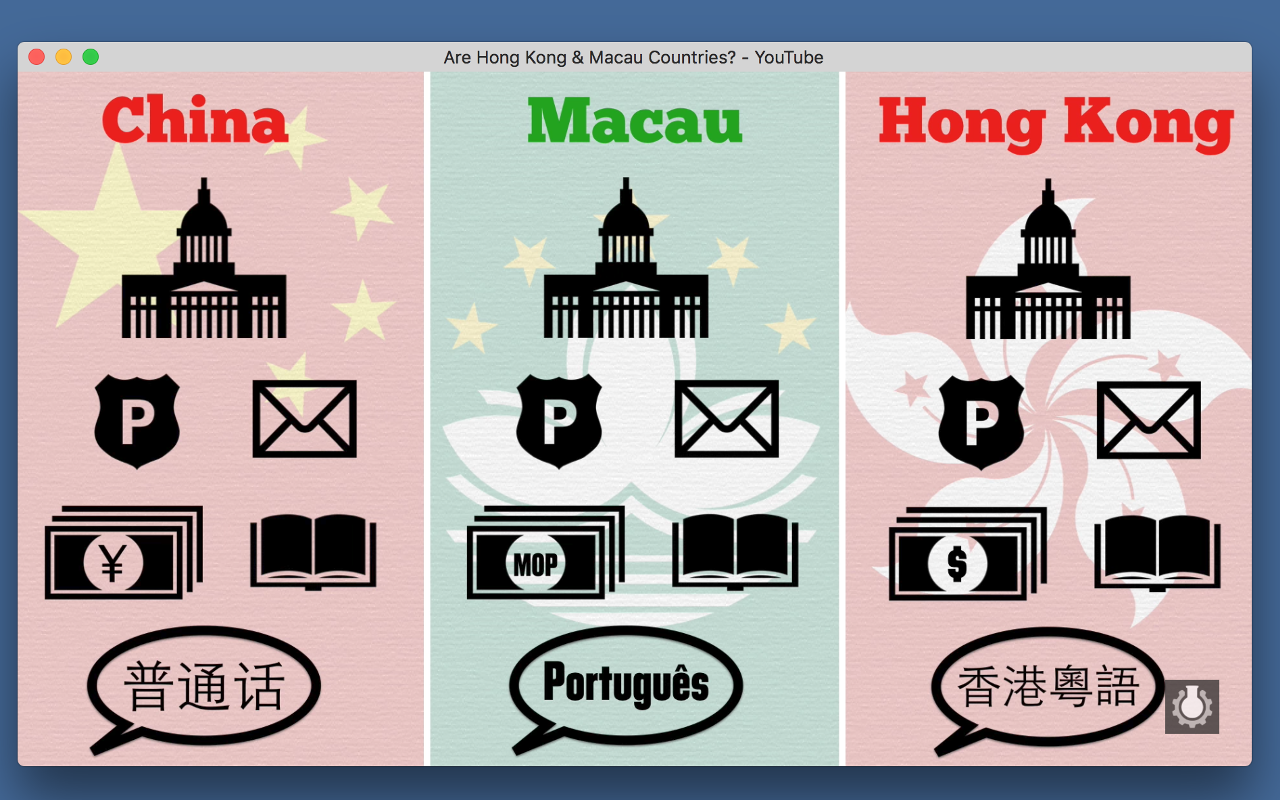 Are Hong Kong & Macau Countries? - YouTube
China
Macau
Hong Kong
P
P
P
¥
MOP
$
普通话
Português
香港粵語